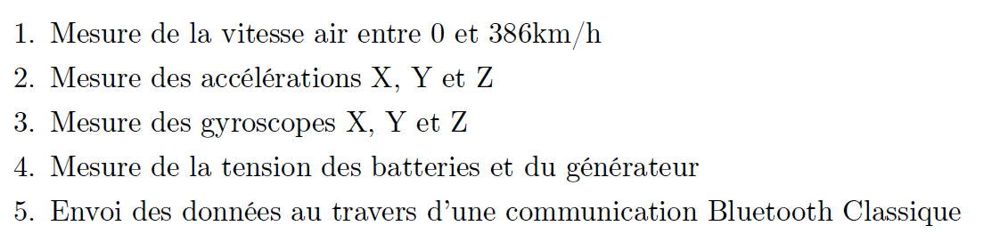 1. Mesure de la vitesse air entre 0 et 386km/h
2. Mesure des accélérations X, Y et Z
3. Mesure des gyroscopes X, Y et Z
4. Mesure de la tension des batteries et du générateur
5. Envoi des données au travers d'une communication Bluetooth Classique